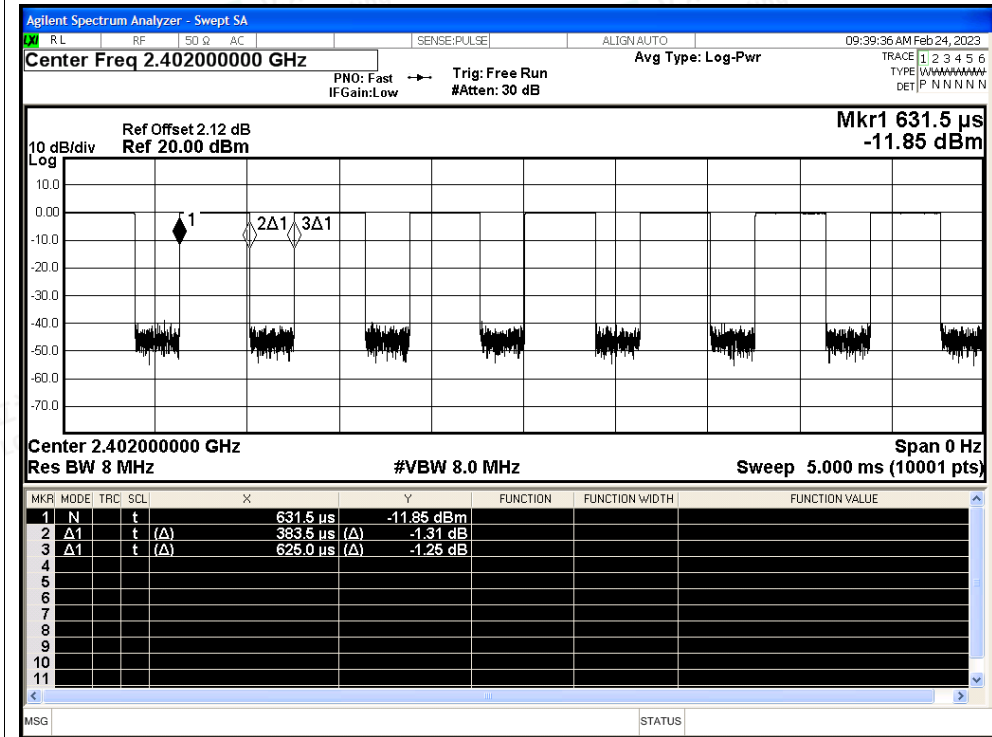 Agilent Spectrum Analyzer - Swept SA
LXI RL RF 50 Ω AC SENSE:PULSE ALIGN AUTO 09:39:36 AM Feb 24, 2023
Center Freq 2.402000000 GHz Avg Type: Log-Pwr TRACE 1 2 3 4 5 6
PNO: Fast Trig: Free Run TYPE
IFGain:Low #Atten: 30 dB DET P N N N N N
Mkr1 631.5 µs
Ref Offset 2.12 dB
10 dB/div Ref 20.00 dBm -11.85 dBm
Log
10.0
0.00
1 2Δ1 3Δ1
-10.0
-20.0
-30.0
-40.0
-50.0
-60.0
-70.0
Center 2.402000000 GHz Span 0 Hz
Res BW 8 MHz #VBW 8.0 MHz Sweep 5.000 ms (10001 pts)
MKR MODE TRC SCL X Y FUNCTION FUNCTION WIDTH FUNCTION VALUE
1 N t 631.5 µs -11.85 dBm
2 Δ1 t (Δ) 383.5 µs (Δ) -1.31 dB
3 Δ1 t (Δ) 625.0 µs (Δ) -1.25 dB
4
5
6
7
8
9
10
11
MSG STATUS